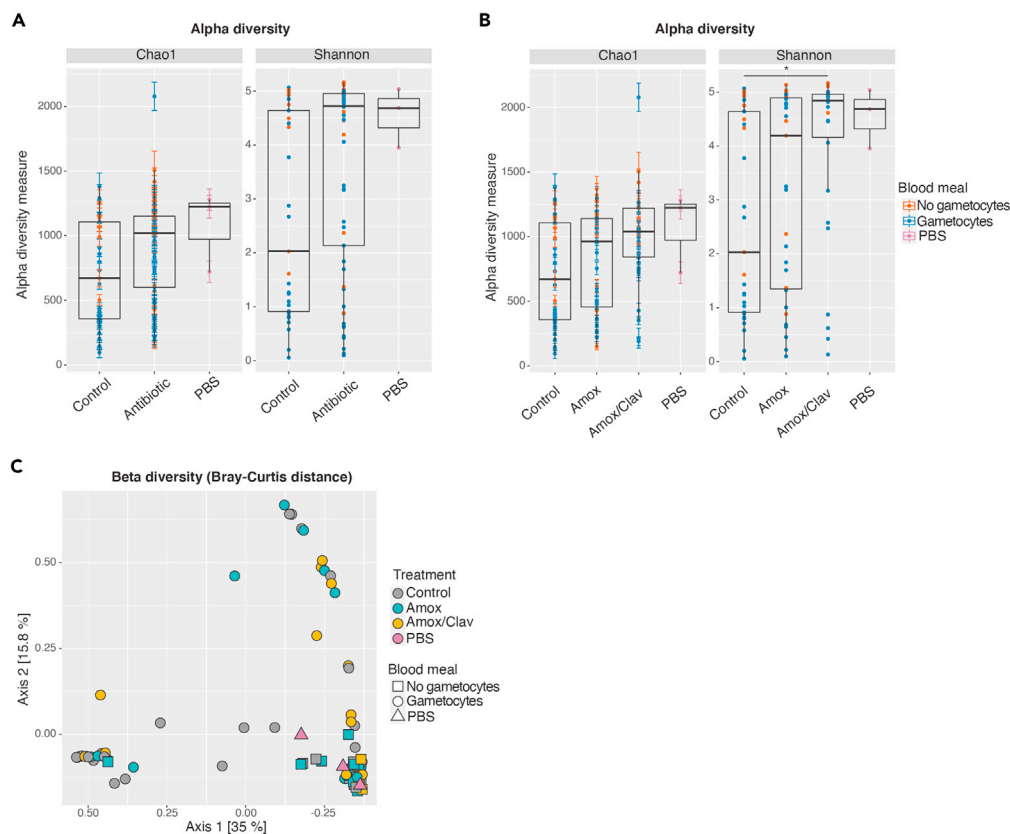 A
Alpha diversity
Chao1
Shannon
Alpha diversity measure
2000
1500
1000
500
0
5
4
3
2
1
0
Control
Antibiotic
PBS
Control
Antibiotic
PBS
B
Alpha diversity
Chao1
Shannon
*
Alpha diversity measure
2000
1500
1000
500
0
5
4
3
2
1
0
Control
Amox
Amox/Clav
PBS
Control
Amox
Amox/Clav
PBS
Blood meal
No gametocytes
Gametocytes
PBS
C
Beta diversity (Bray-Curtis distance)
Axis 2 [15.8 %]
0.50
0.25
0.00
0.50
0.25
0.00
-0.25
Axis 1 [35 %]
Treatment
Control
Amox
Amox/Clav
PBS
Blood meal
No gametocytes
Gametocytes
PBS